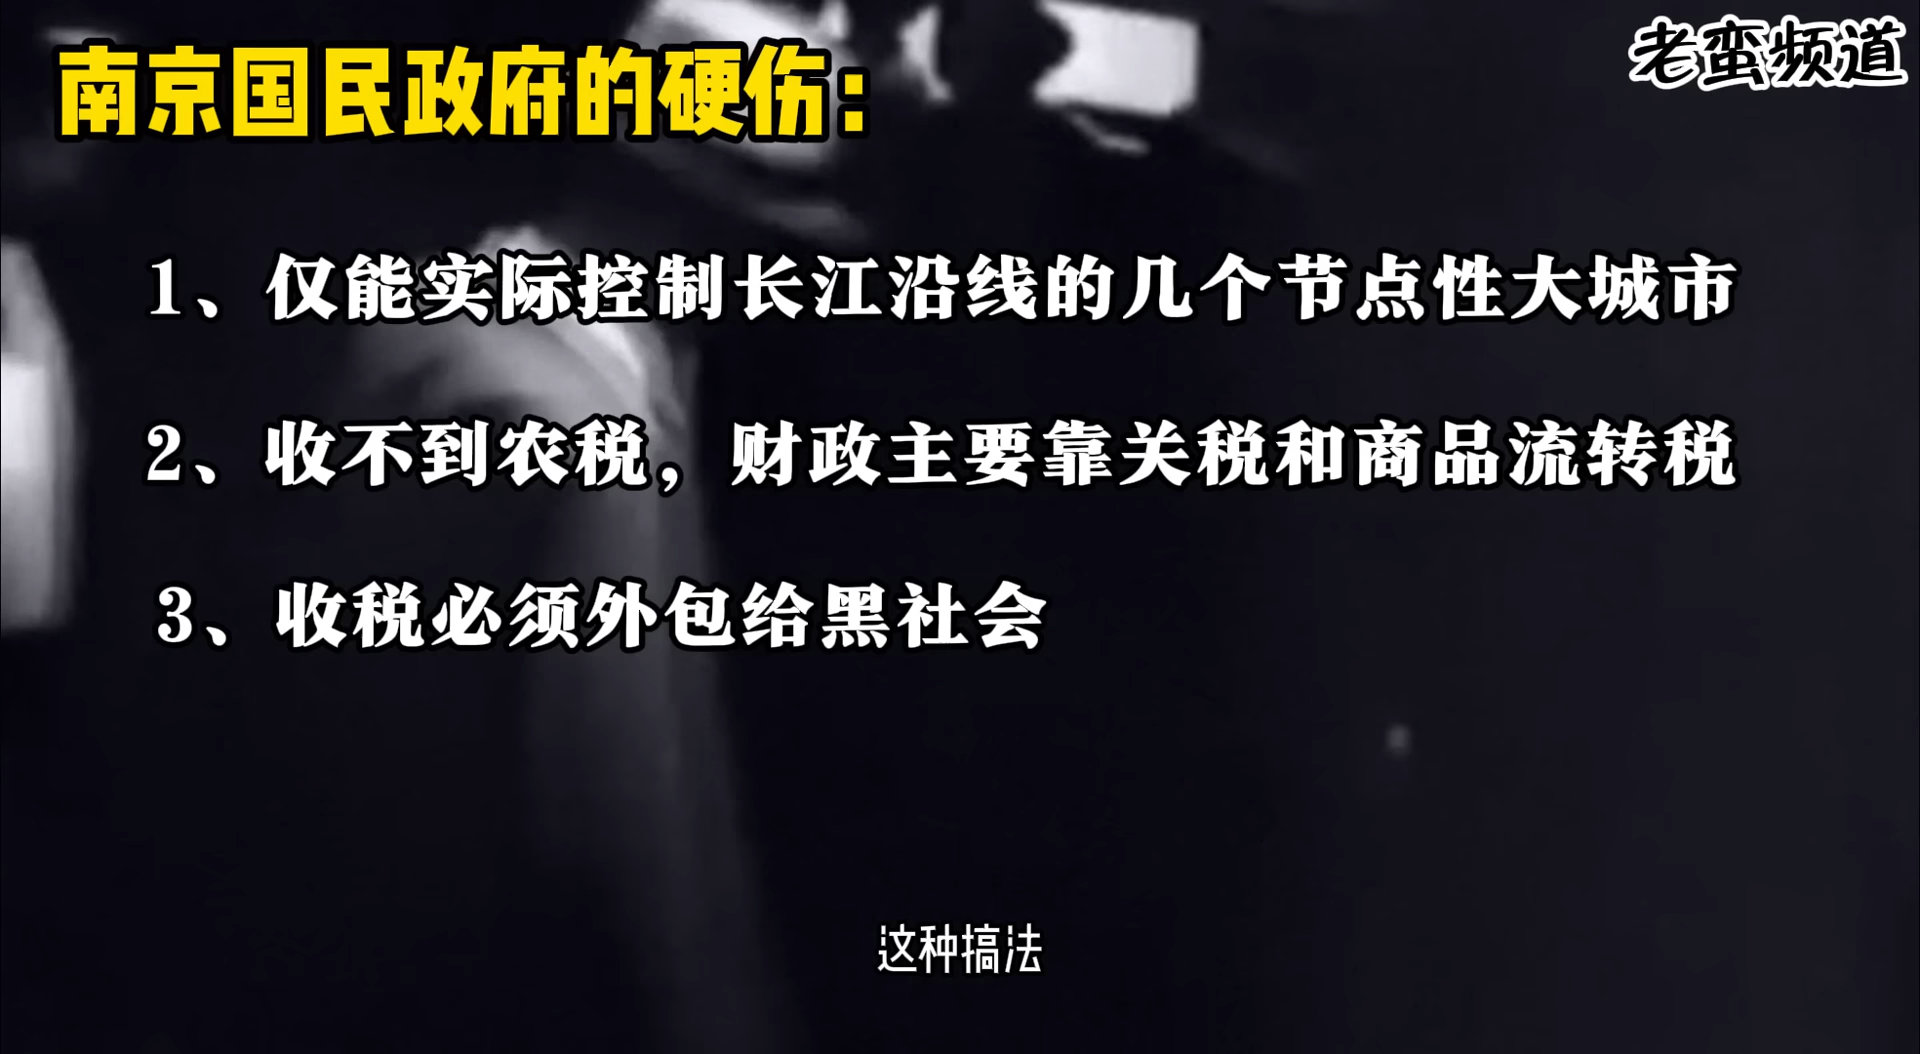 老蛮频道
南京国民政府的硬伤：
1、仅能实际控制长江沿线的几个节点性大城市
2、收不到农税，财政主要靠关税和商品流转税
3、收税必须外包给黑社会
这种搞法